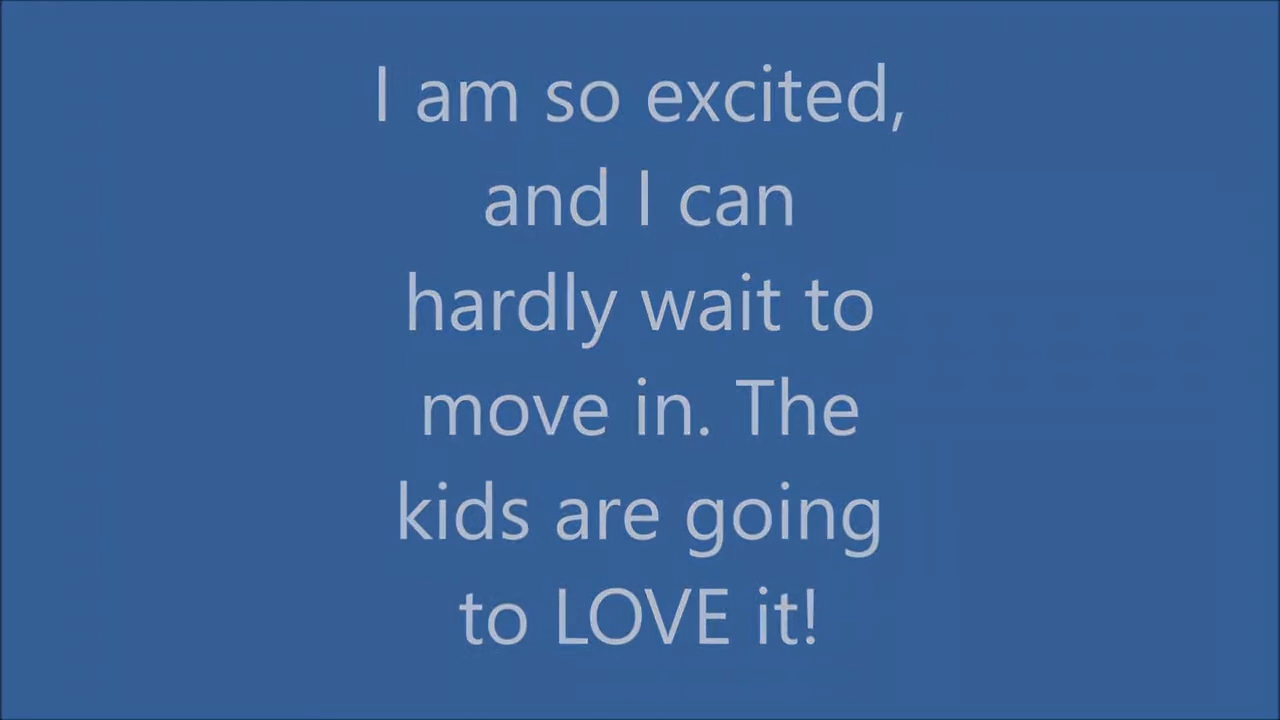 I am so excited,
and I can
hardly wait to
move in. The
kids are going
to LOVE it!